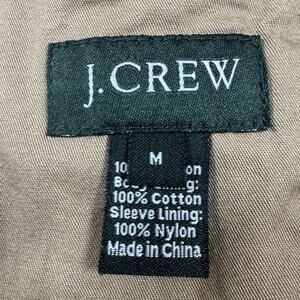 J.CREW
M
100% Cotton
Sleeve Lining:
100% Nylon
Made in China